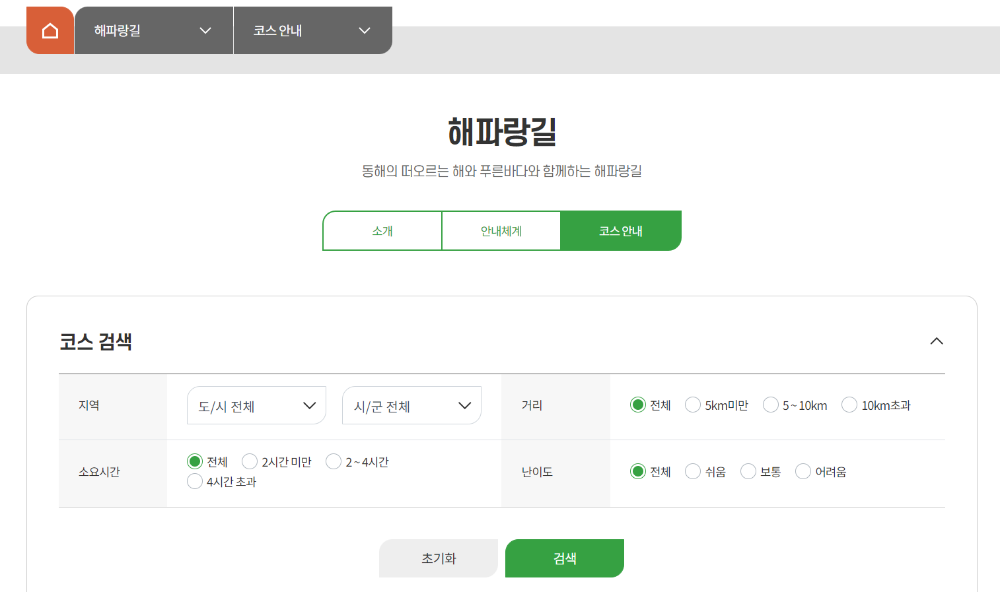 해파랑길
코스 안내
해파랑길
동해의 떠오르는 해와 푸른바다와 함께하는 해파랑길
소개
안내체계
코스 안내
코스 검색
지역
도/시 전체
시/군 전체
거리
전체 5km미만 5 ~ 10km 10km초과
소요시간
전체 2시간 미만 2 ~ 4시간
4시간 초과
난이도
전체 쉬움 보통 어려움
초기화
검색